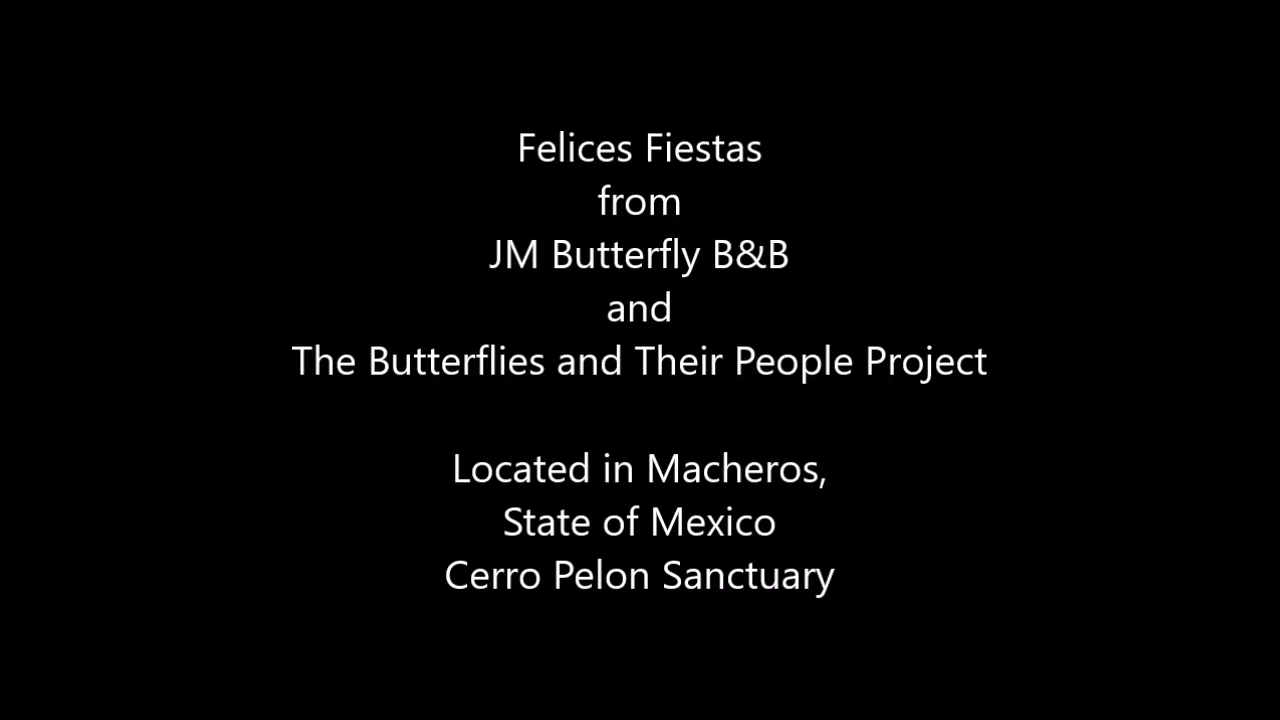 Felices Fiestas
from
JM Butterfly B&B
and
The Butterflies and Their People Project
Located in Macheros,
State of Mexico
Cerro Pelon Sanctuary